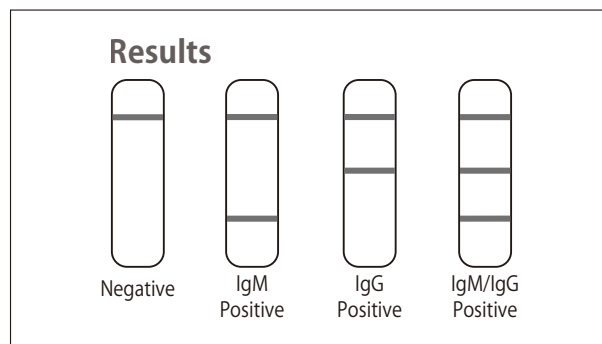 Results
Negative
IgM
Positive
IgG
Positive
IgM/IgG
Positive